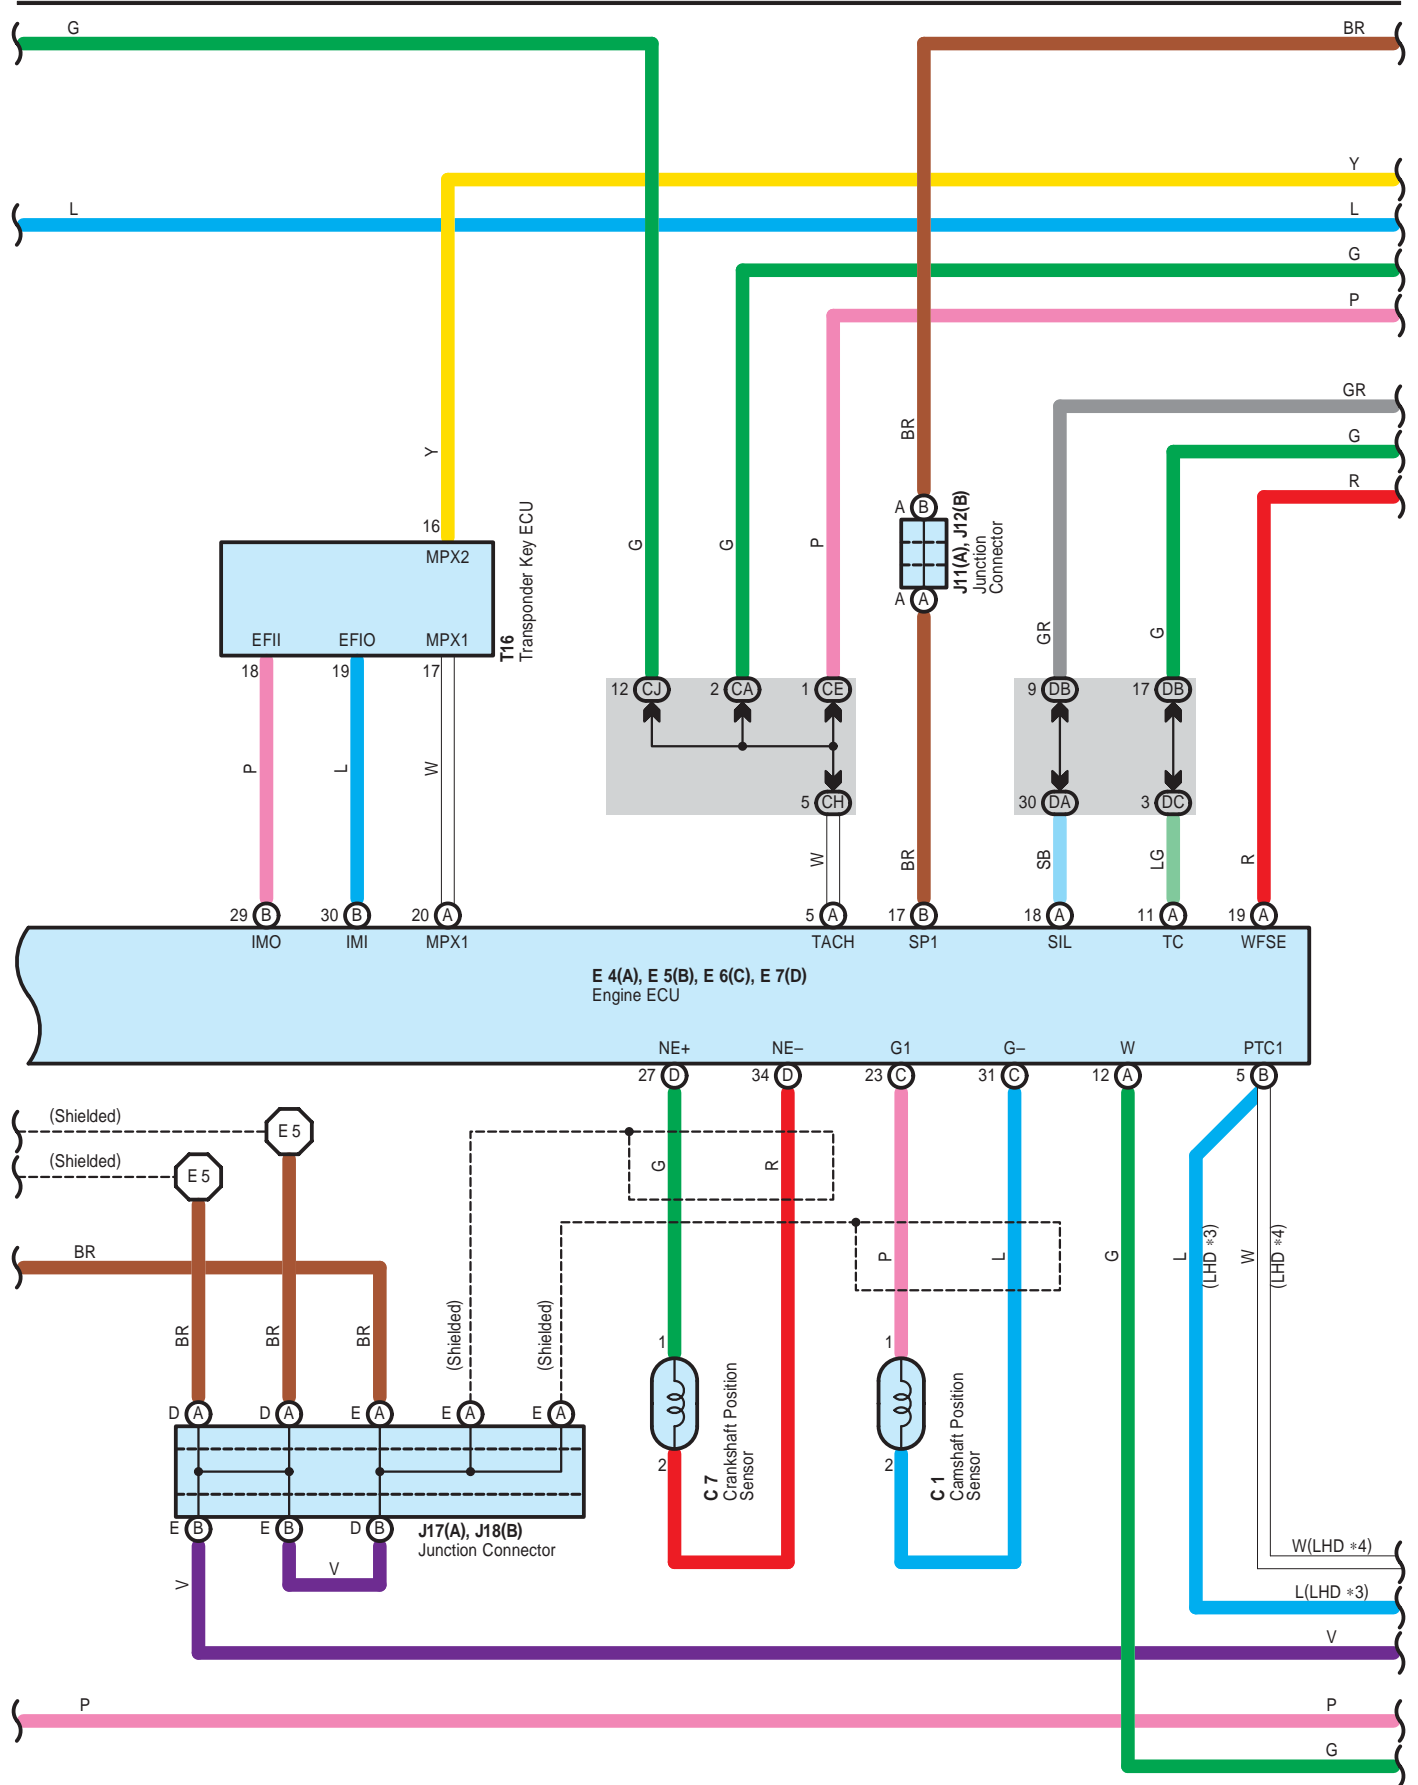 G
BR
Y
L
L
G
P
GR
G
R
Y
BR
16
MPX2
T16
Transponder Key ECU
EFII
EFIO
MPX1
18
19
17
G
G
P
A
B
J11(A), J12(B)
Junction
Connector
A
A
GR
G
12
CJ
2
CA
1
CE
9
DB
17
DB
P
L
W
5
CH
30
DA
3
DC
W
BR
SB
LG
R
29
B
30
B
20
A
5
A
17
B
18
A
11
A
19
A
IMO
IMI
MPX1
TACH
SP1
SIL
TC
WFSE
E 4(A), E 5(B), E 6(C), E 7(D)
Engine ECU
NE+
NE–
G1
G–
W
PTC1
27
D
34
D
23
C
31
C
12
A
5
B
(Shielded)
E 5
(Shielded)
E 5
G
R
BR
P
L
G
L
(LHD *3)
W
(LHD *4)
BR
BR
BR
(Shielded)
(Shielded)
1
1
D
A
D
A
E
A
E
A
E
A
C 7
Crankshaft Position
Sensor
C 1
Camshaft Position
Sensor
2
2
E
B
E
B
D
B
J17(A), J18(B)
Junction Connector
V
V
W(LHD *4)
L(LHD *3)
V
P
P
G